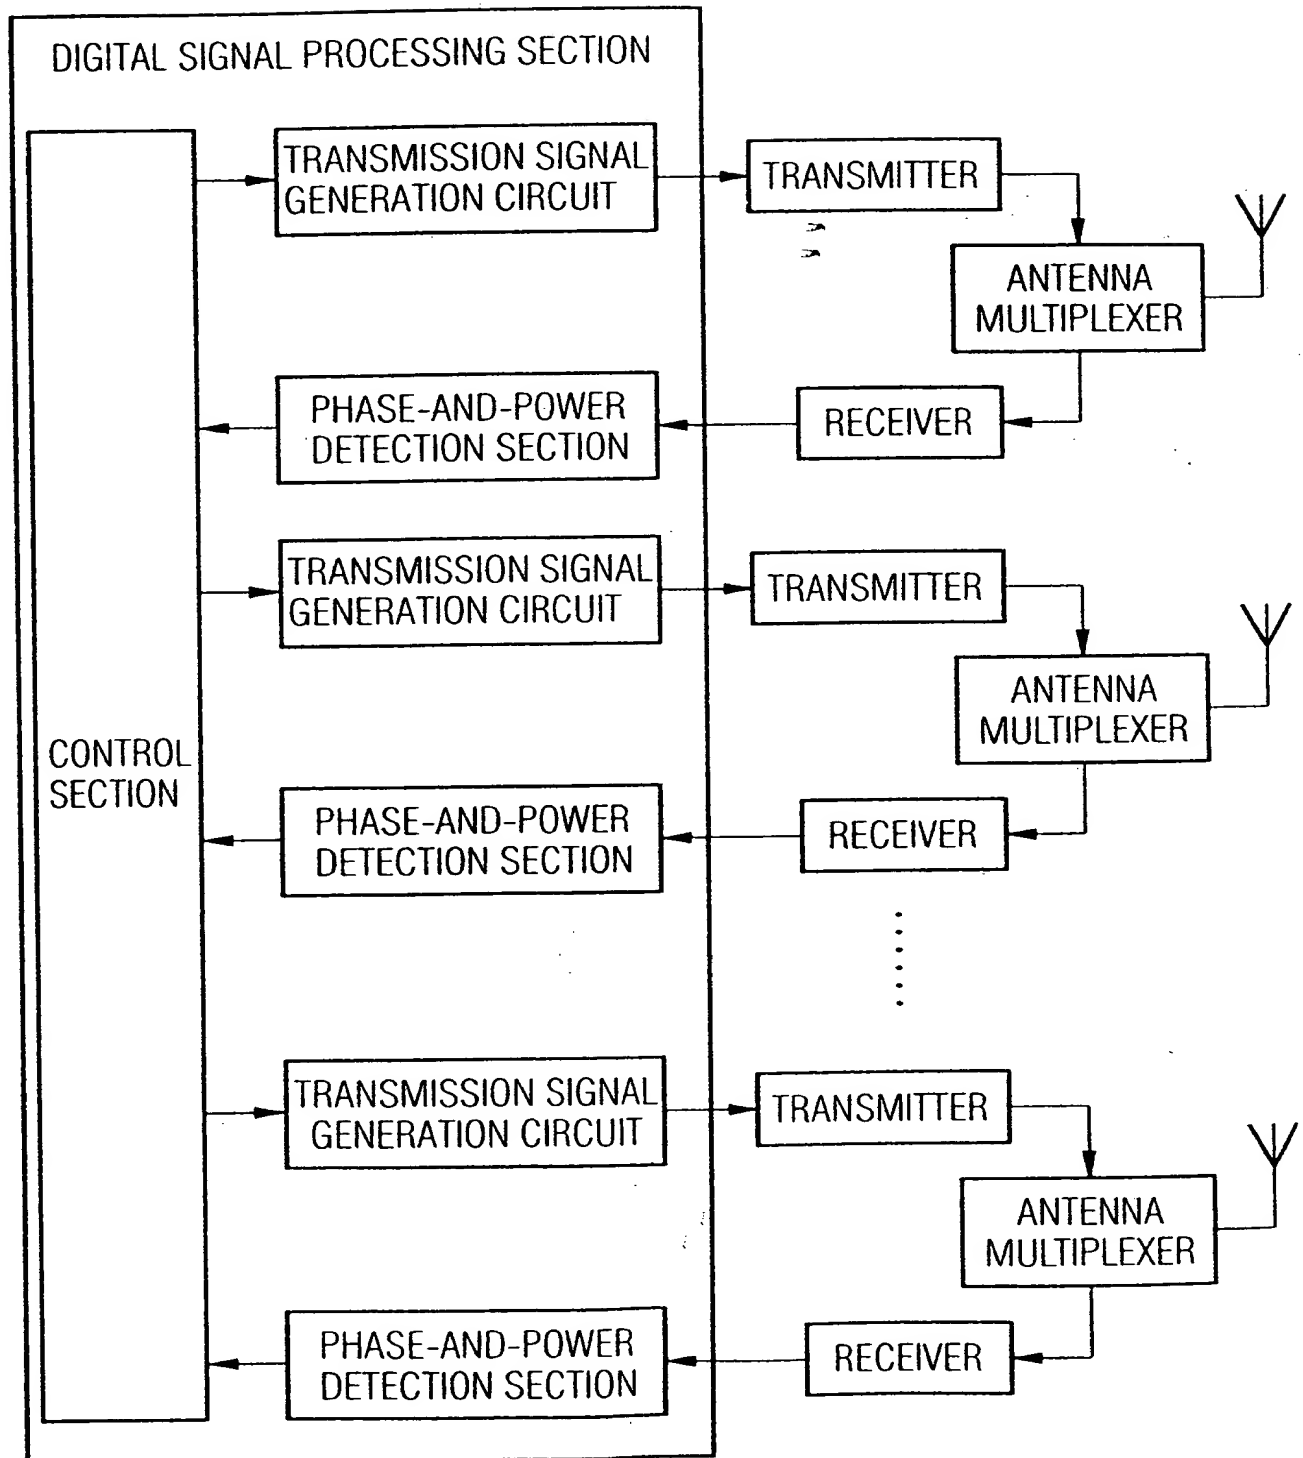 DIGITAL SIGNAL PROCESSING SECTION
TRANSMISSION SIGNAL
GENERATION CIRCUIT
TRANSMITTER
ANTENNA
MULTIPLEXER
PHASE-AND-POWER
DETECTION SECTION
RECEIVER
TRANSMISSION SIGNAL
GENERATION CIRCUIT
TRANSMITTER
ANTENNA
MULTIPLEXER
CONTROL
SECTION
PHASE-AND-POWER
DETECTION SECTION
RECEIVER
TRANSMISSION SIGNAL
GENERATION CIRCUIT
TRANSMITTER
ANTENNA
MULTIPLEXER
PHASE-AND-POWER
DETECTION SECTION
RECEIVER